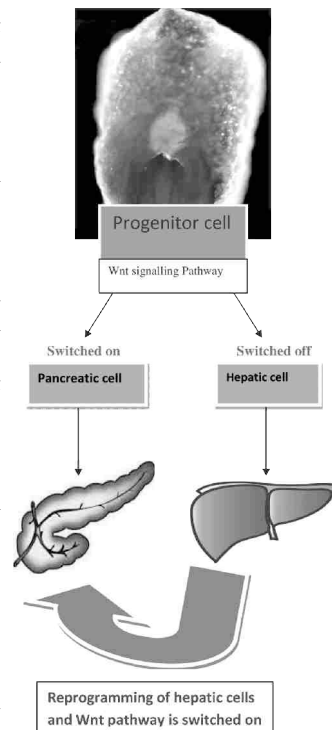 Progenitor cell
Wnt signalling Pathway
Switched on
Switched off
Pancreatic cell
Hepatic cell
Reprogramming of hepatic cells
and Wnt pathway is switched on